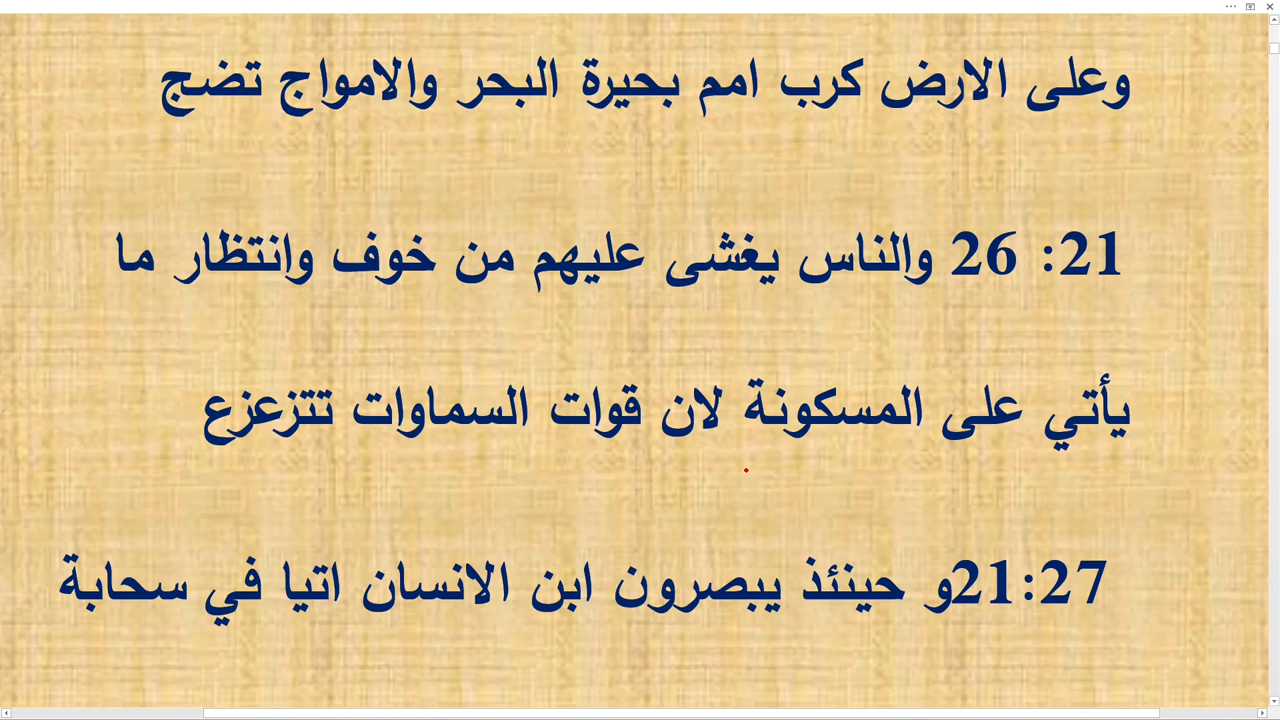 وعلى الارض كرب امم بحيرة البحر والامواج تضج
21: 26 والناس يغشى عليهم من خوف وانتظار ما
يأتي على المسكونة لان قوات السماوات تتزعزع
21:27و حينئذ يبصرون ابن الانسان اتيا في سحابة